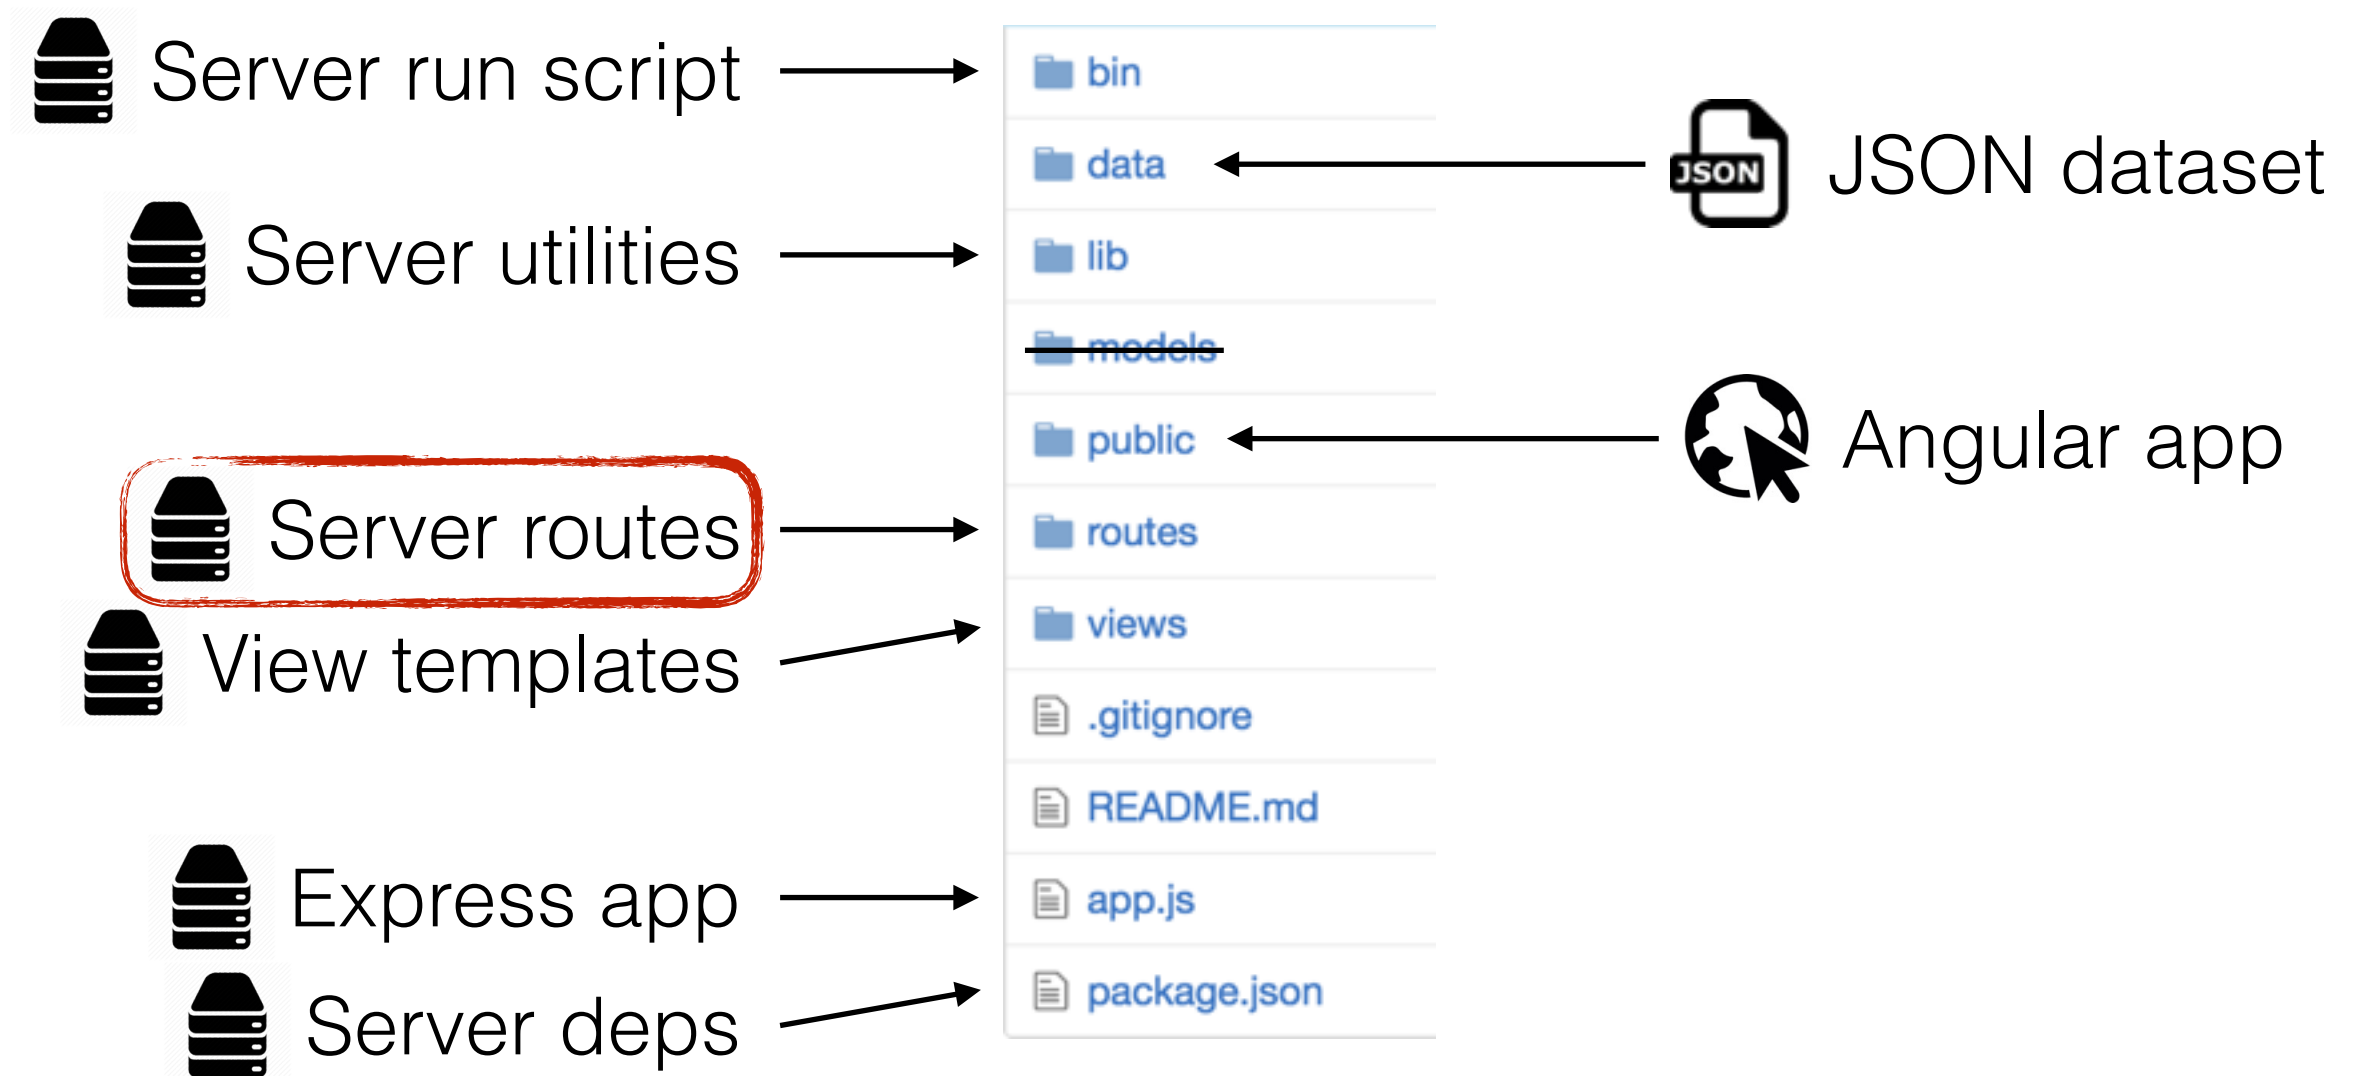 Server run script
bin
data
JSON
JSON dataset
Server utilities
lib
models
public
Angular app
Server routes
routes
View templates
views
.gitignore
README.md
Express app
app.js
Server deps
package.json